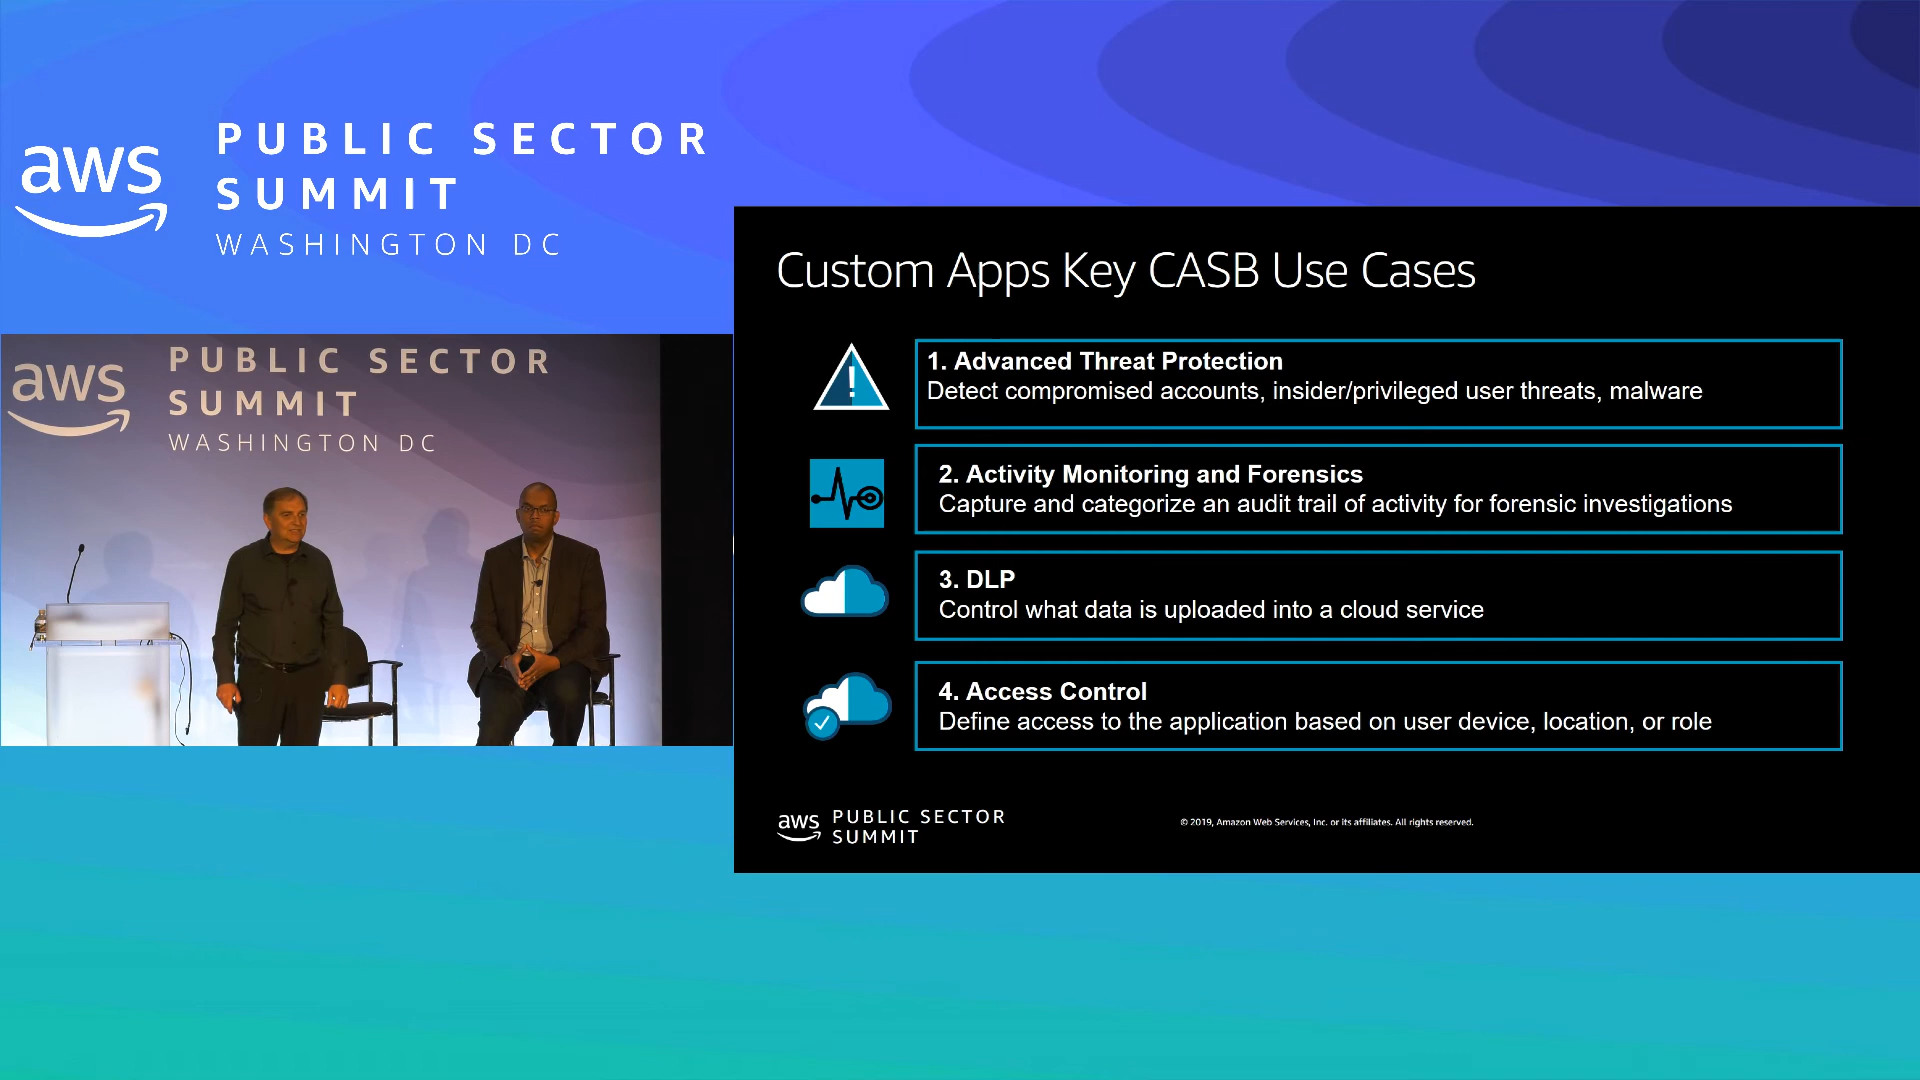 aws
PUBLIC SECTOR
SUMMIT
WASHINGTON DC
aws
PUBLIC SECTOR
SUMMIT
WASHINGTON DC
Custom Apps Key CASB Use Cases
1. Advanced Threat Protection
Detect compromised accounts, insider/privileged user threats, malware
2. Activity Monitoring and Forensics
Capture and categorize an audit trail of activity for forensic investigations
3. DLP
Control what data is uploaded into a cloud service
4. Access Control
Define access to the application based on user device, location, or role
aws
PUBLIC SECTOR
SUMMIT
© 2019, Amazon Web Services, Inc. or its affiliates. All rights reserved.